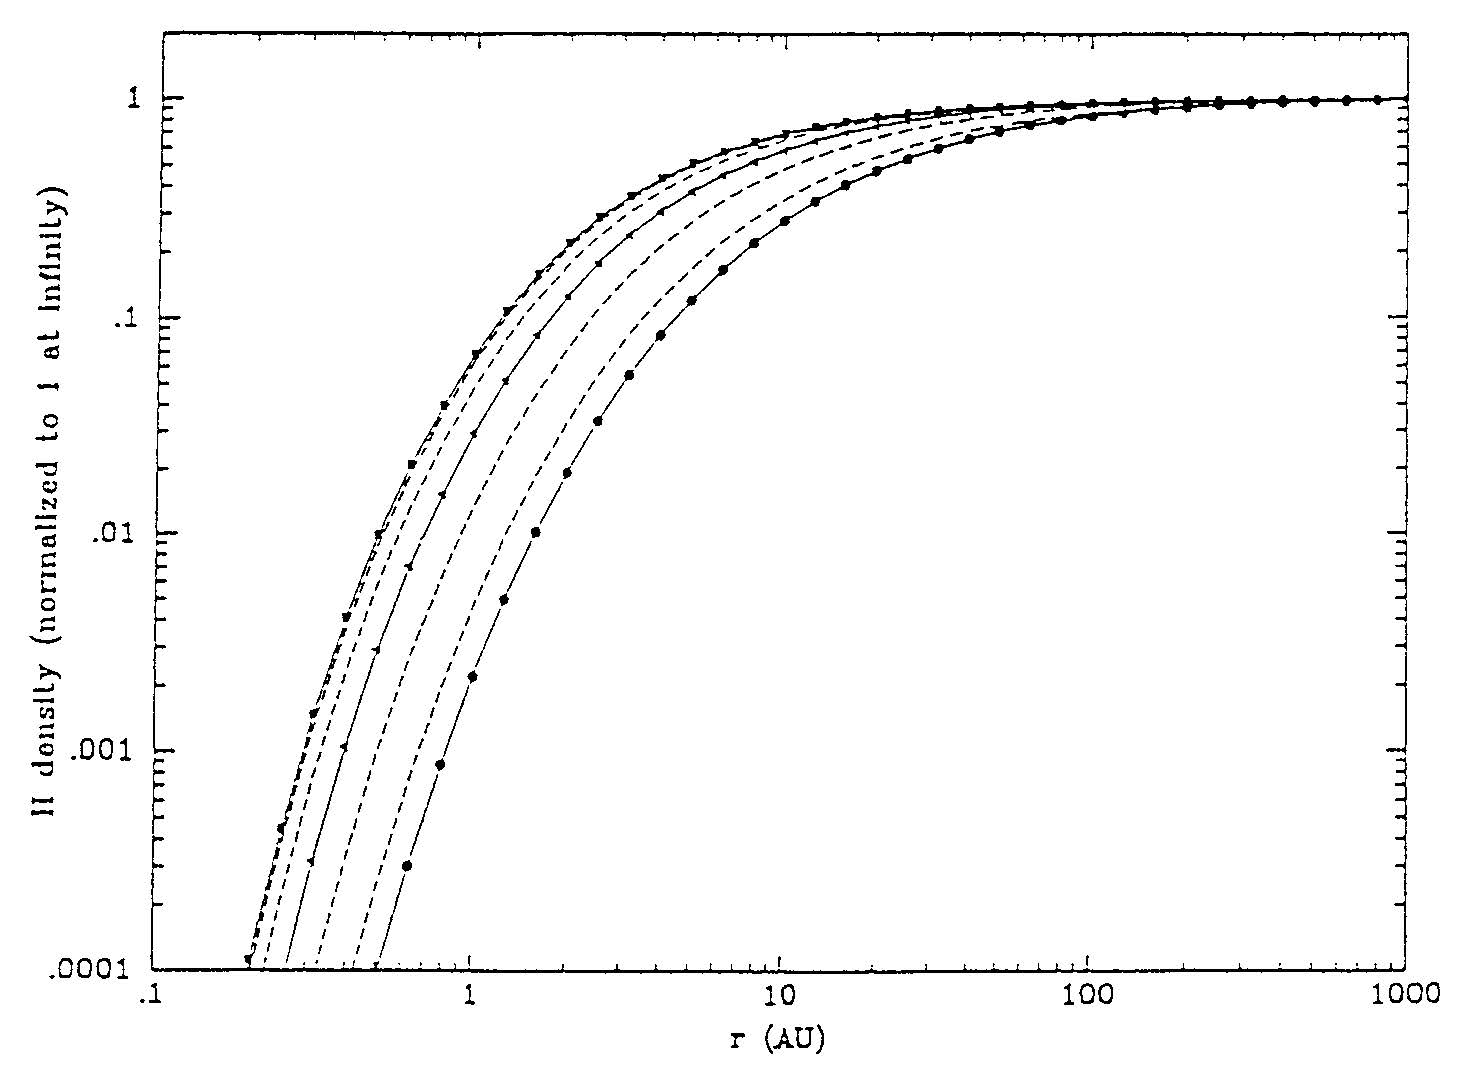 1
.1
.01
.001
.0001
H density (normalized to 1 at infinity)
.1 1 10 100 1000
r (AU)